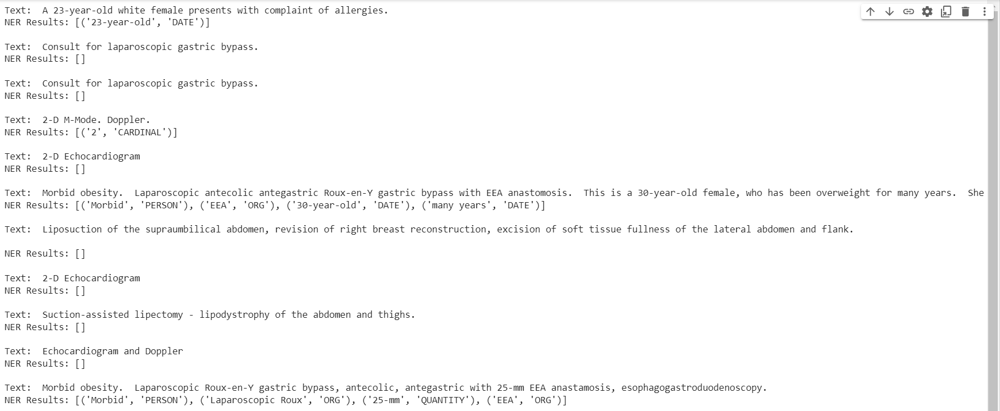 Text:  A 23-year-old white female presents with complaint of allergies.
NER Results: [('23-year-old', 'DATE')]
Text:  Consult for laparoscopic gastric bypass.
NER Results: []
Text:  Consult for laparoscopic gastric bypass.
NER Results: []
Text:  2-D M-Mode. Doppler.
NER Results: [('2', 'CARDINAL')]
Text:  2-D Echocardiogram
NER Results: []
Text:  Morbid obesity.  Laparoscopic antecolic antegastric Roux-en-Y gastric bypass with EEA anastomosis.  This is a 30-year-old female, who has been overweight for many years.  She
NER Results: [('Morbid', 'PERSON'), ('EEA', 'ORG'), ('30-year-old', 'DATE'), ('many years', 'DATE')]
Text:  Liposuction of the supraumbilical abdomen, revision of right breast reconstruction, excision of soft tissue fullness of the lateral abdomen and flank.
NER Results: []
Text:  2-D Echocardiogram
NER Results: []
Text:  Suction-assisted lipectomy - lipodystrophy of the abdomen and thighs.
NER Results: []
Text:  Echocardiogram and Doppler
NER Results: []
Text:  Morbid obesity.  Laparoscopic Roux-en-Y gastric bypass, antecolic, antegastric with 25-mm EEA anastamosis, esophagogastroduodenoscopy.
NER Results: [('Morbid', 'PERSON'), ('Laparoscopic Roux', 'ORG'), ('25-mm', 'QUANTITY'), ('EEA', 'ORG')]